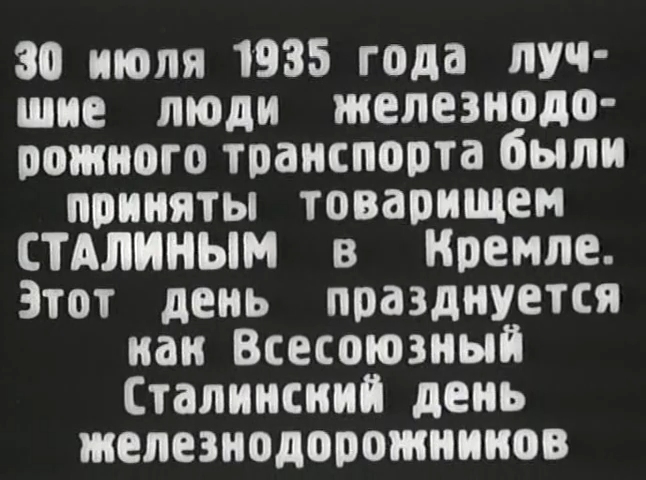 30 июля 1935 года луч-
шие люди железнодо-
рожного транспорта были
приняты товарищем
СТАЛИНЫМ в Кремле.
Этот день празднуется
как Всесоюзный
Сталинский день
железнодорожников